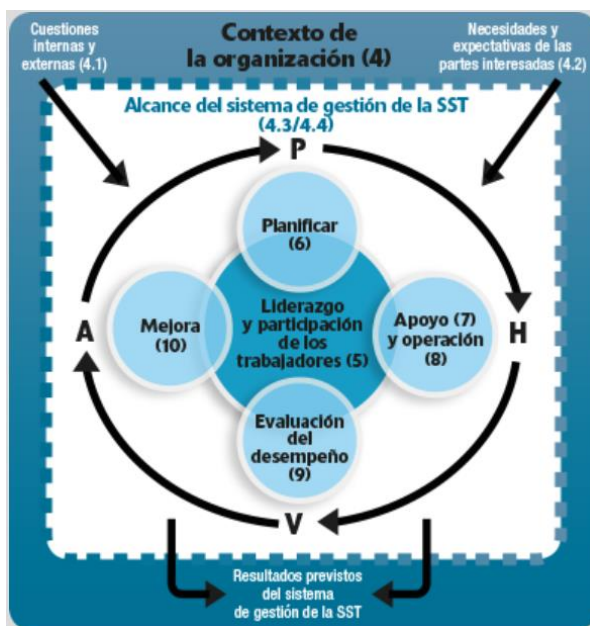 Cuestiones
internas y
externas (4.1)
Contexto de
la organización (4)
Necesidades y
expectativas de las
partes interesadas (4.2)
Alcance del sistema de gestión de la SST
(4.3/4.4)
P
Planificar
(6)
A
Mejora
(10)
Liderazgo
y participación
de los
trabajadores (5)
Apoyo (7)
y operación
(8)
H
Evaluación
del
desempeño
(9)
V
Resultados previstos
del sistema
de gestión de la SST